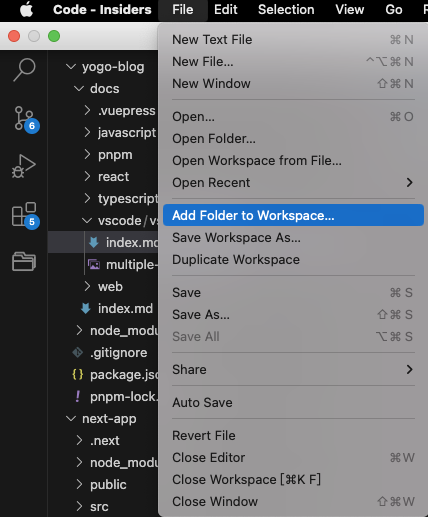 Code - Insiders File Edit Selection View Go
New Text File ⌘ N
New File... ⌃⌥⌘ N
New Window ⇧⌘ N
Open... ⌘ O
Open Folder...
Open Workspace from File...
Open Recent
Add Folder to Workspace...
Save Workspace As...
Duplicate Workspace
Save ⌘ S
Save As... ⇧⌘ S
Save All ⌥⌘ S
Share
Auto Save
Revert File
Close Editor ⌘W
Close Workspace [⌘K F]
Close Window ⇧⌘W
6
5
yogo-blog
docs
.vuepress
javascript
pnpm
react
typescript
vscode/vs
index.md
multiple-
web
index.md
node_modu
.gitignore
package.jso
pnpm-lock.
next-app
.next
node_modu
public
src